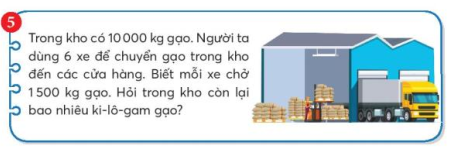 5
Trong kho có 10 000 kg gạo. Người ta
dùng 6 xe để chuyển gạo trong kho
đến các cửa hàng. Biết mỗi xe chở
1 500 kg gạo. Hỏi trong kho còn lại
bao nhiêu ki-lô-gam gạo?